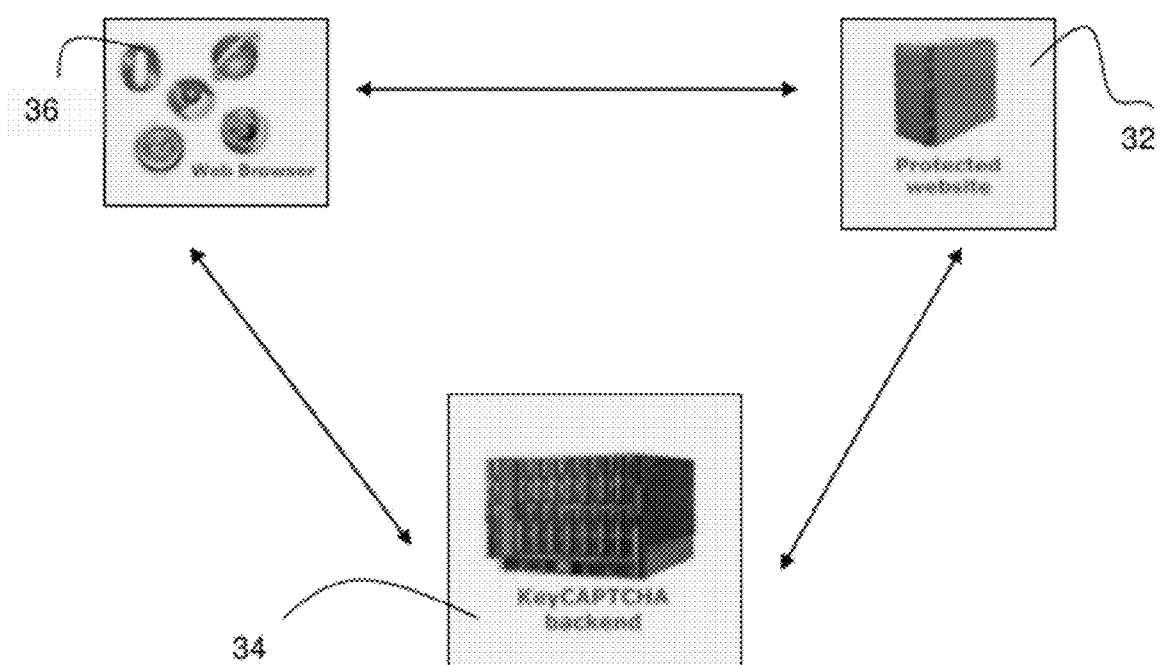 36
Web Browser
32
Protected
website
KeyCAPTCHA
backend
34